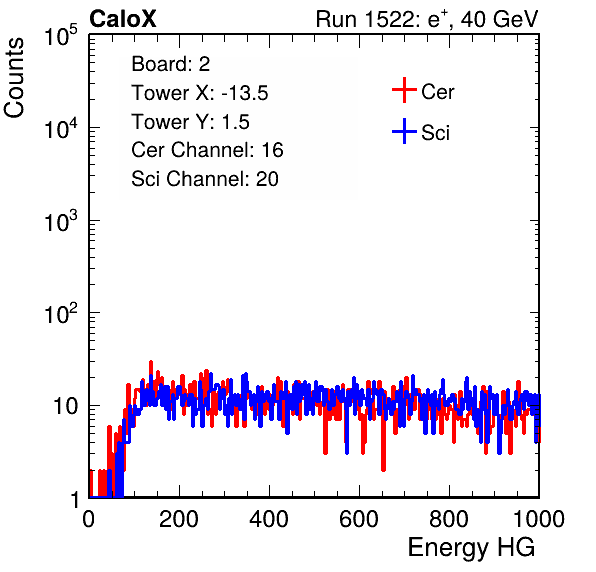 CaloX Run 1522: e+, 40 GeV
Counts
Board: 2
Tower X: -13.5
Tower Y: 1.5
Cer Channel: 16
Sci Channel: 20
Cer
Sci
10^5
10^4
10^3
10^2
10
1
0 200 400 600 800 1000
Energy HG